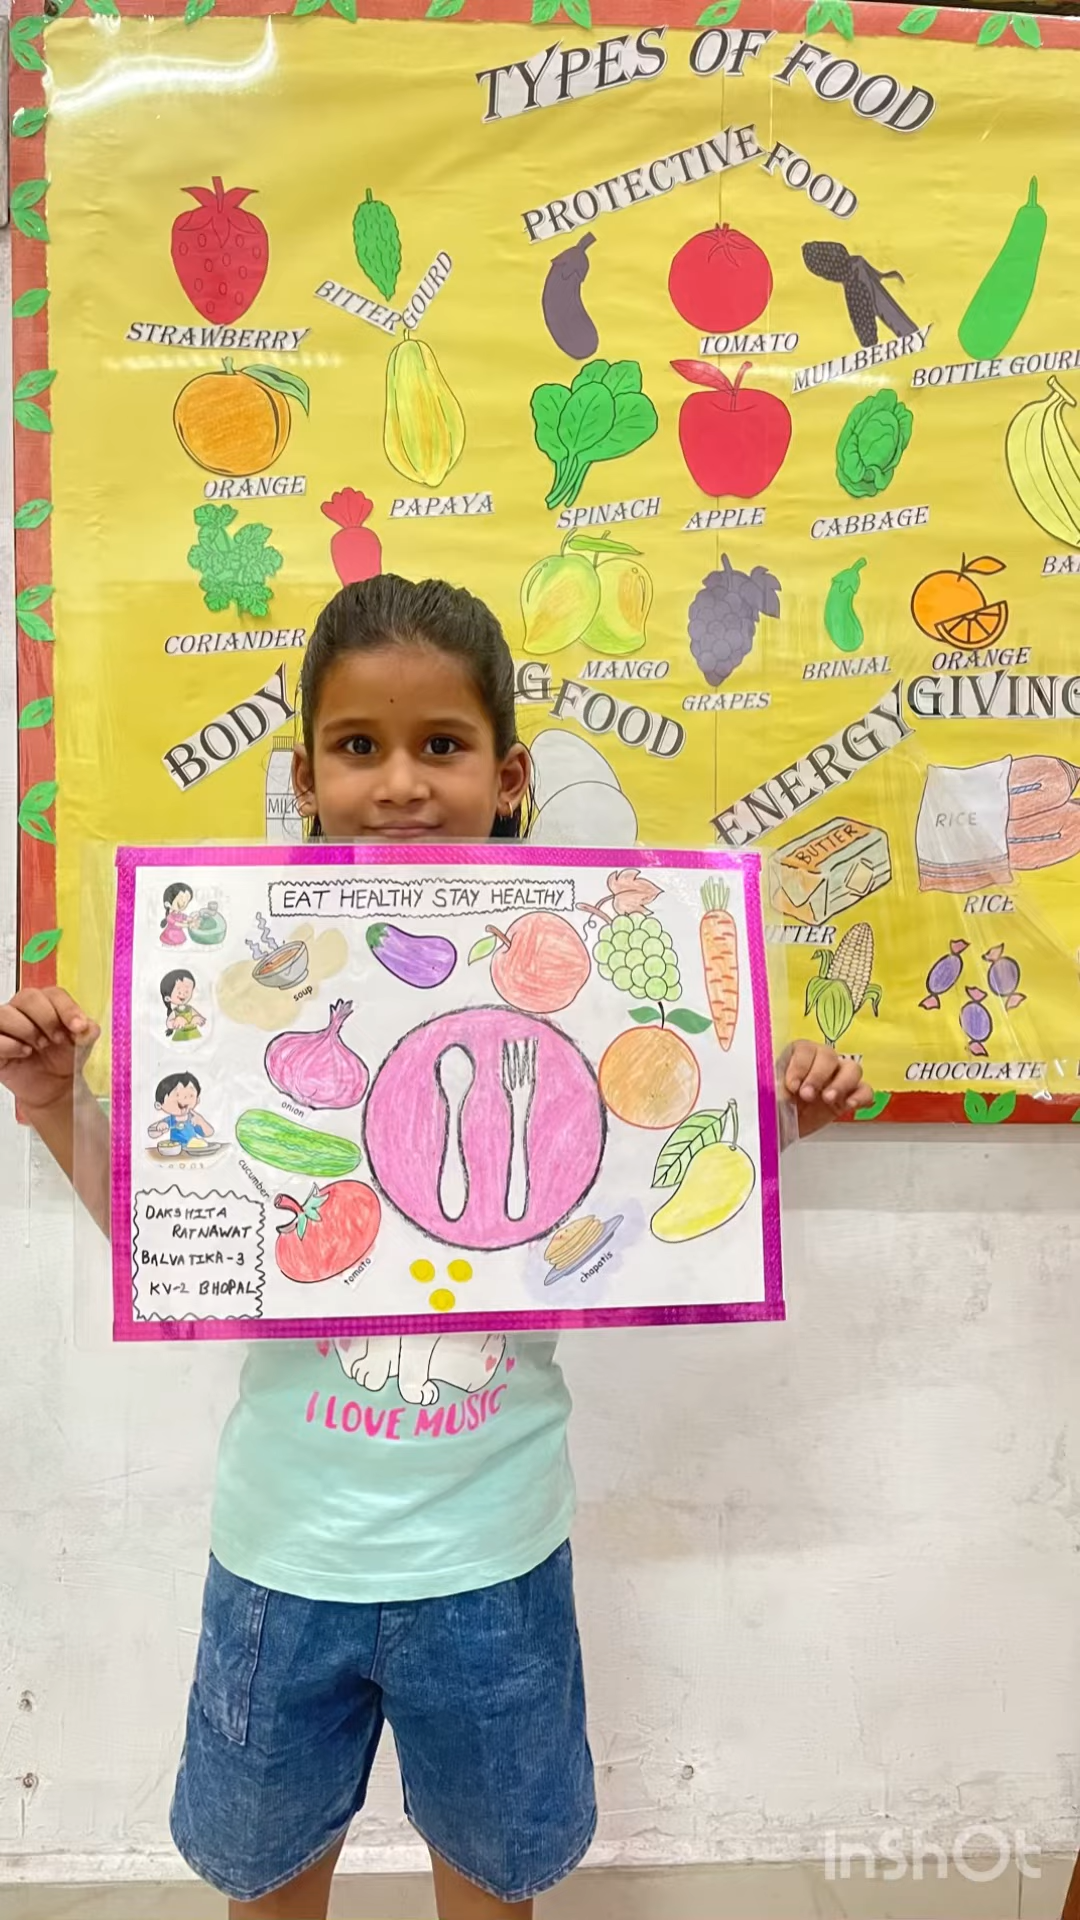 TYPES OF FOOD
PROTECTIVE FOOD
STRAWBERRY
BITTER GOURD
TOMATO
MULLBERRY
BOTTLE GOUR
ORANGE
PAPAYA
SPINACH
APPLE
CABBAGE
CORIANDER
MANGO
GRAPES
BRINJAL
ORANGE
BODY
G FOOD
ENERGY GIVING
MILK
BUTTER
RICE
RICE
CHOCOLATE
EAT HEALTHY STAY HEALTHY
soup
onion
cucumber
tomato
chapatis
DAKSHITA
RATNAWAT
BALVATIKA-3
KV-2 BHOPAL
I LOVE MUSIC
InShOt